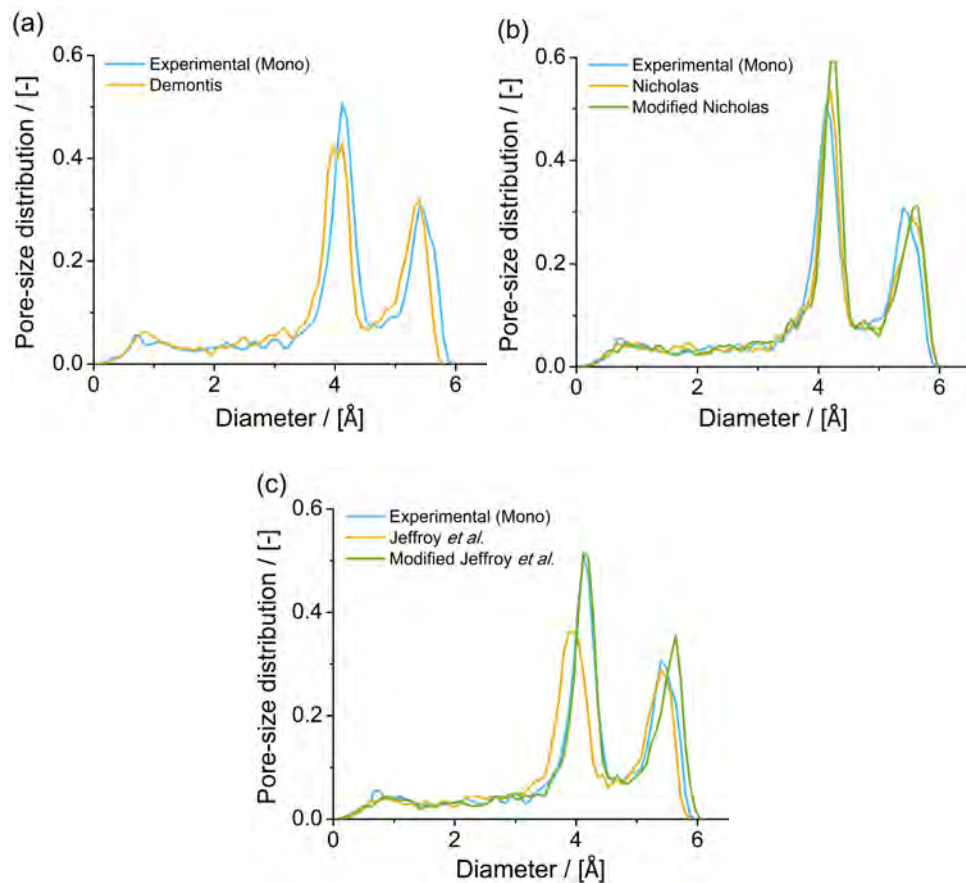 (a)
0.6
Experimental (Mono)
Demontis
0.4
0.2
0.0
0
2
4
6
Pore-size distribution / [-]
Diameter / [Å]
(b)
0.6
Experimental (Mono)
Nicholas
Modified Nicholas
0.4
0.2
0.0
0
2
4
6
Pore-size distribution / [-]
Diameter / [Å]
(c)
0.6
Experimental (Mono)
Jeffroy et al.
Modified Jeffroy et al.
0.4
0.2
0.0
0
2
4
6
Pore-size distribution / [-]
Diameter / [Å]